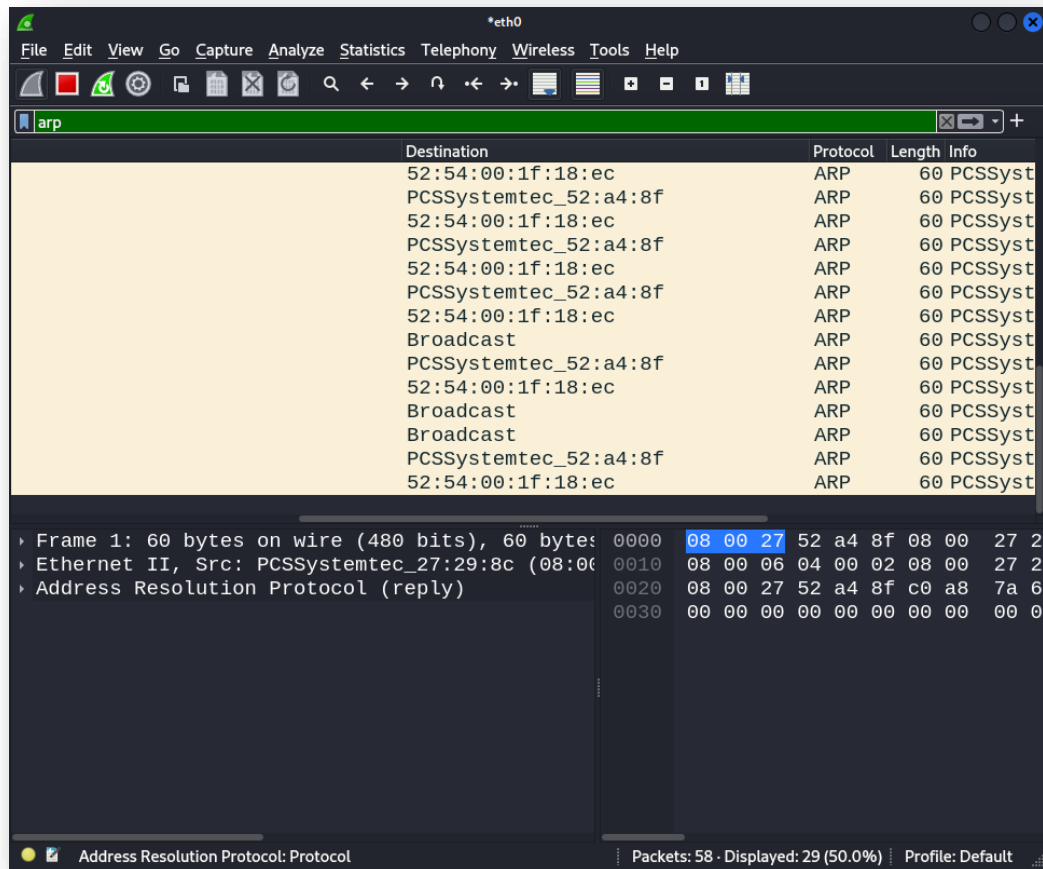 *eth0
File Edit View Go Capture Analyze Statistics Telephony Wireless Tools Help
arp
Destination Protocol Length Info
52:54:00:1f:18:ec ARP 60 PCSSyst
PCSSystemtec_52:a4:8f ARP 60 PCSSyst
52:54:00:1f:18:ec ARP 60 PCSSyst
PCSSystemtec_52:a4:8f ARP 60 PCSSyst
52:54:00:1f:18:ec ARP 60 PCSSyst
PCSSystemtec_52:a4:8f ARP 60 PCSSyst
52:54:00:1f:18:ec ARP 60 PCSSyst
Broadcast ARP 60 PCSSyst
PCSSystemtec_52:a4:8f ARP 60 PCSSyst
52:54:00:1f:18:ec ARP 60 PCSSyst
Broadcast ARP 60 PCSSyst
Broadcast ARP 60 PCSSyst
PCSSystemtec_52:a4:8f ARP 60 PCSSyst
52:54:00:1f:18:ec ARP 60 PCSSyst
Frame 1: 60 bytes on wire (480 bits), 60 bytes
Ethernet II, Src: PCSSystemtec_27:29:8c (08:00
Address Resolution Protocol (reply)
0000 08 00 27 52 a4 8f 08 00 27 2
0010 08 00 06 04 00 02 08 00 27 2
0020 08 00 27 52 a4 8f c0 a8 7a 6
0030 00 00 00 00 00 00 00 00 00 0
Address Resolution Protocol: Protocol Packets: 58 · Displayed: 29 (50.0%) Profile: Default